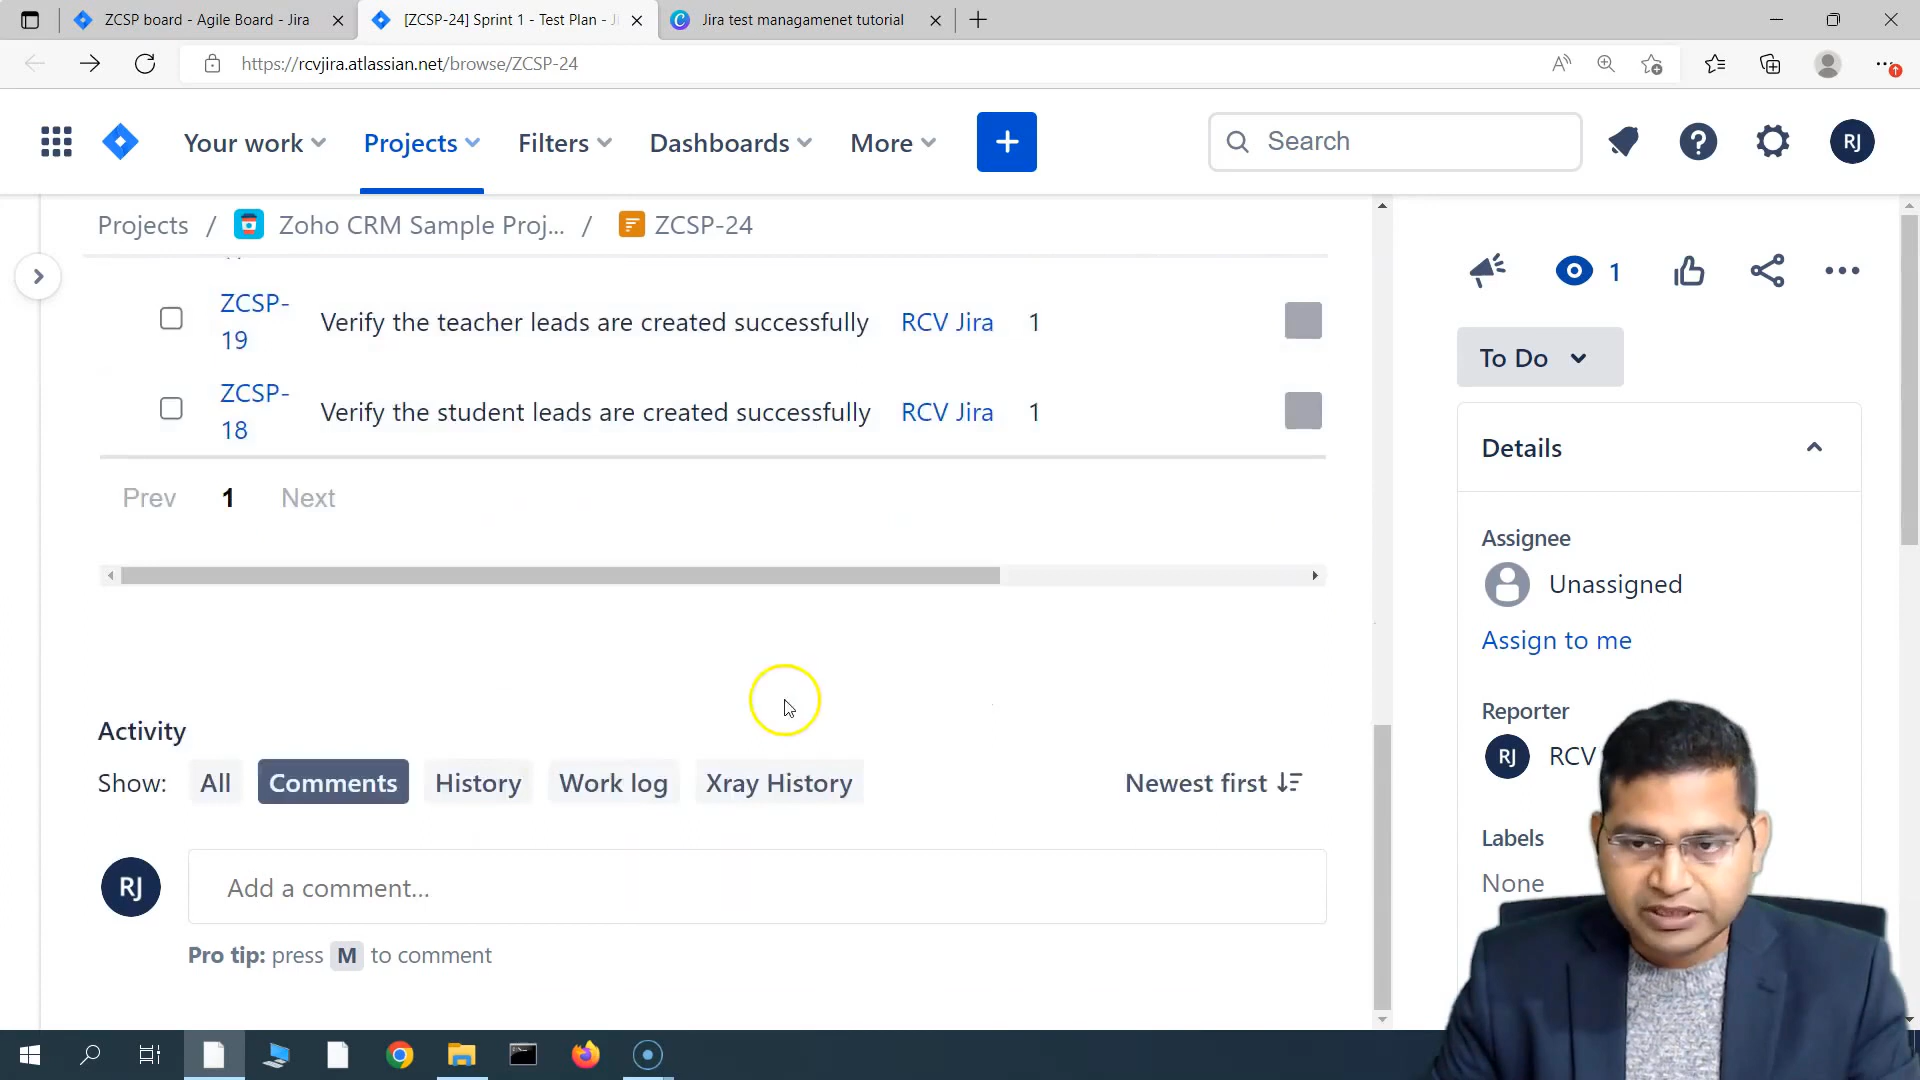 ZCSP board - Agile Board - Jira
[ZCSP-24] Sprint 1 - Test Plan - Ji
Jira test managamenet tutorial
https://rcvjira.atlassian.net/browse/ZCSP-24
Your work
Projects
Filters
Dashboards
More
Search
RJ
Projects / Zoho CRM Sample Proj... / ZCSP-24
1
ZCSP-
19
Verify the teacher leads are created successfully RCV Jira 1
ZCSP-
18
Verify the student leads are created successfully RCV Jira 1
Prev 1 Next
To Do
Details
Assignee
Unassigned
Assign to me
Reporter
RJ RCV
Labels
None
Activity
Show: All Comments History Work log Xray History Newest first
RJ
Add a comment...
Pro tip: press M to comment